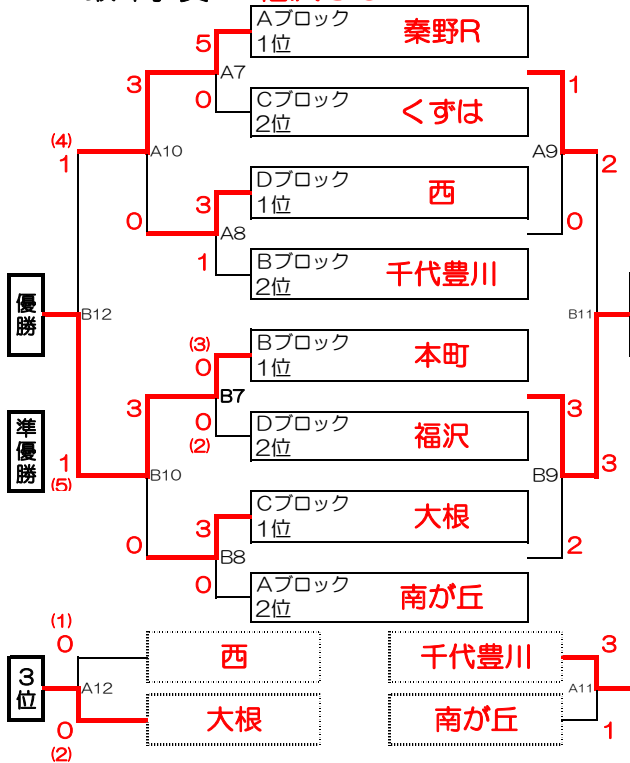 Aブロック
1位 秦野R
5
A7
0
Cブロック
2位 くずは
3
(4)
1
A10
0
Dブロック
1位 西
3
A8
1
Bブロック
2位 千代豊川
1
A9
2
0
優勝
B12
B11
Bブロック
1位 本町
(3)
0
B7
0
(2)
Dブロック
2位 福沢
3
準優勝
1
(5)
B10
0
Cブロック
1位 大根
3
B8
0
Aブロック
2位 南が丘
3
B9
3
2
(1)
0
西
3位
A12
大根
0
(2)
千代豊川
3
A11
南が丘
1